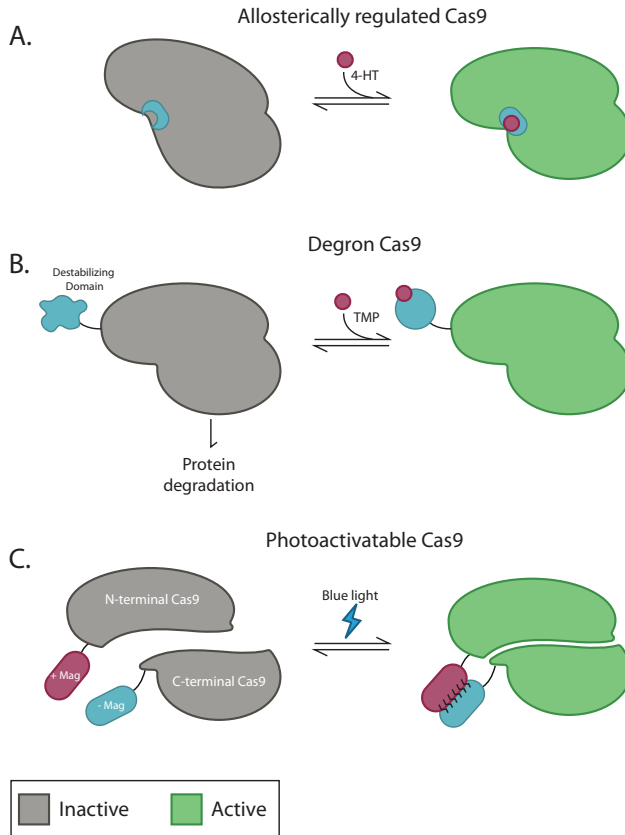 Allosterically regulated Cas9
A.
4-HT
Degron Cas9
B.
Destabilizing
Domain
TMP
Protein
degradation
Photoactivatable Cas9
C.
N-terminal Cas9
Blue light
+ Mag
C-terminal Cas9
- Mag
Inactive
Active